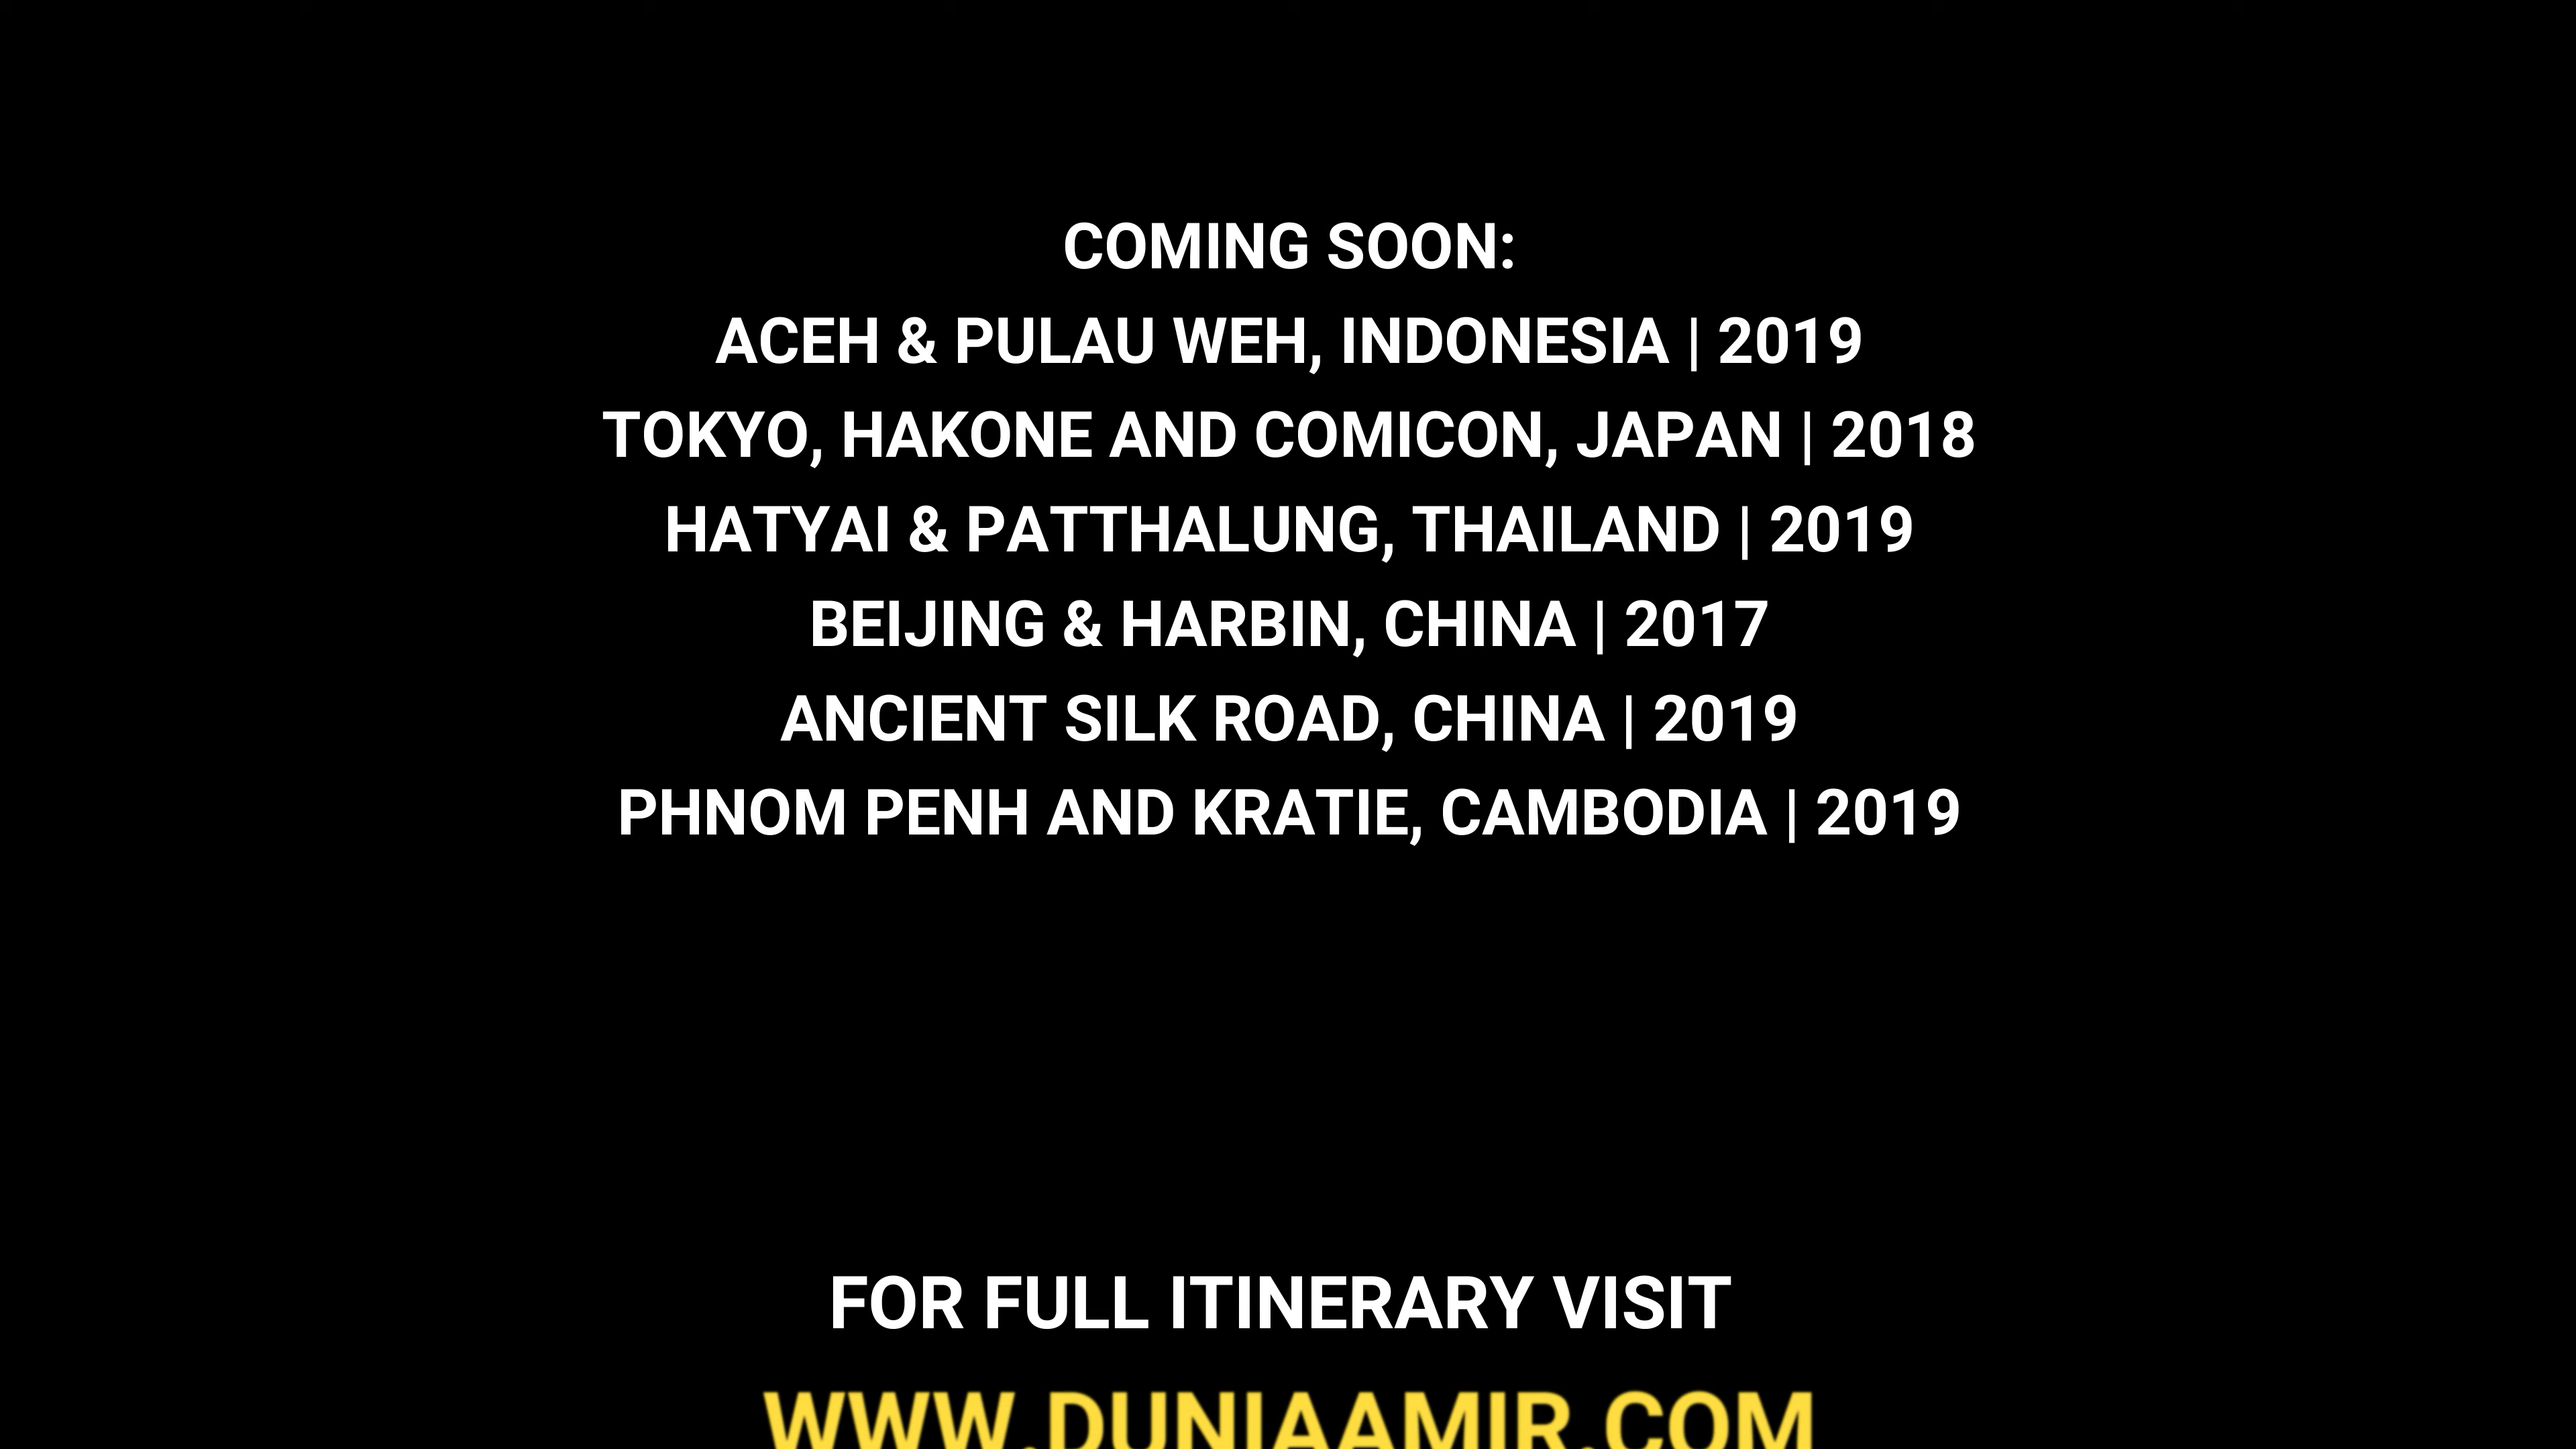 COMING SOON:
ACEH & PULAU WEH, INDONESIA | 2019
TOKYO, HAKONE AND COMICON, JAPAN | 2018
HATYAI & PATTHALUNG, THAILAND | 2019
BEIJING & HARBIN, CHINA | 2017
ANCIENT SILK ROAD, CHINA | 2019
PHNOM PENH AND KRATIE, CAMBODIA | 2019
FOR FULL ITINERARY VISIT
WWW.DUNIAAMIR.COM